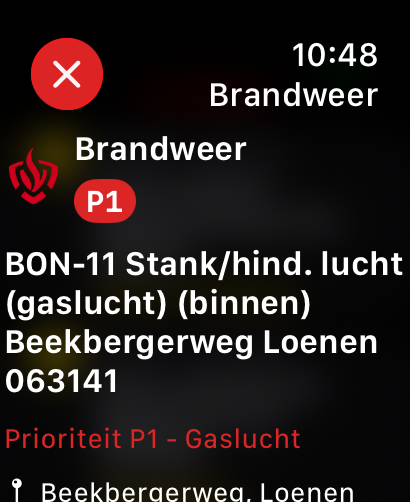 10:48
Brandweer
Brandweer
P1
BON-11 Stank/hind. lucht
(gaslucht) (binnen)
Beekbergerweg Loenen
063141
Prioriteit P1 - Gaslucht
Beekbergerweg, Loenen